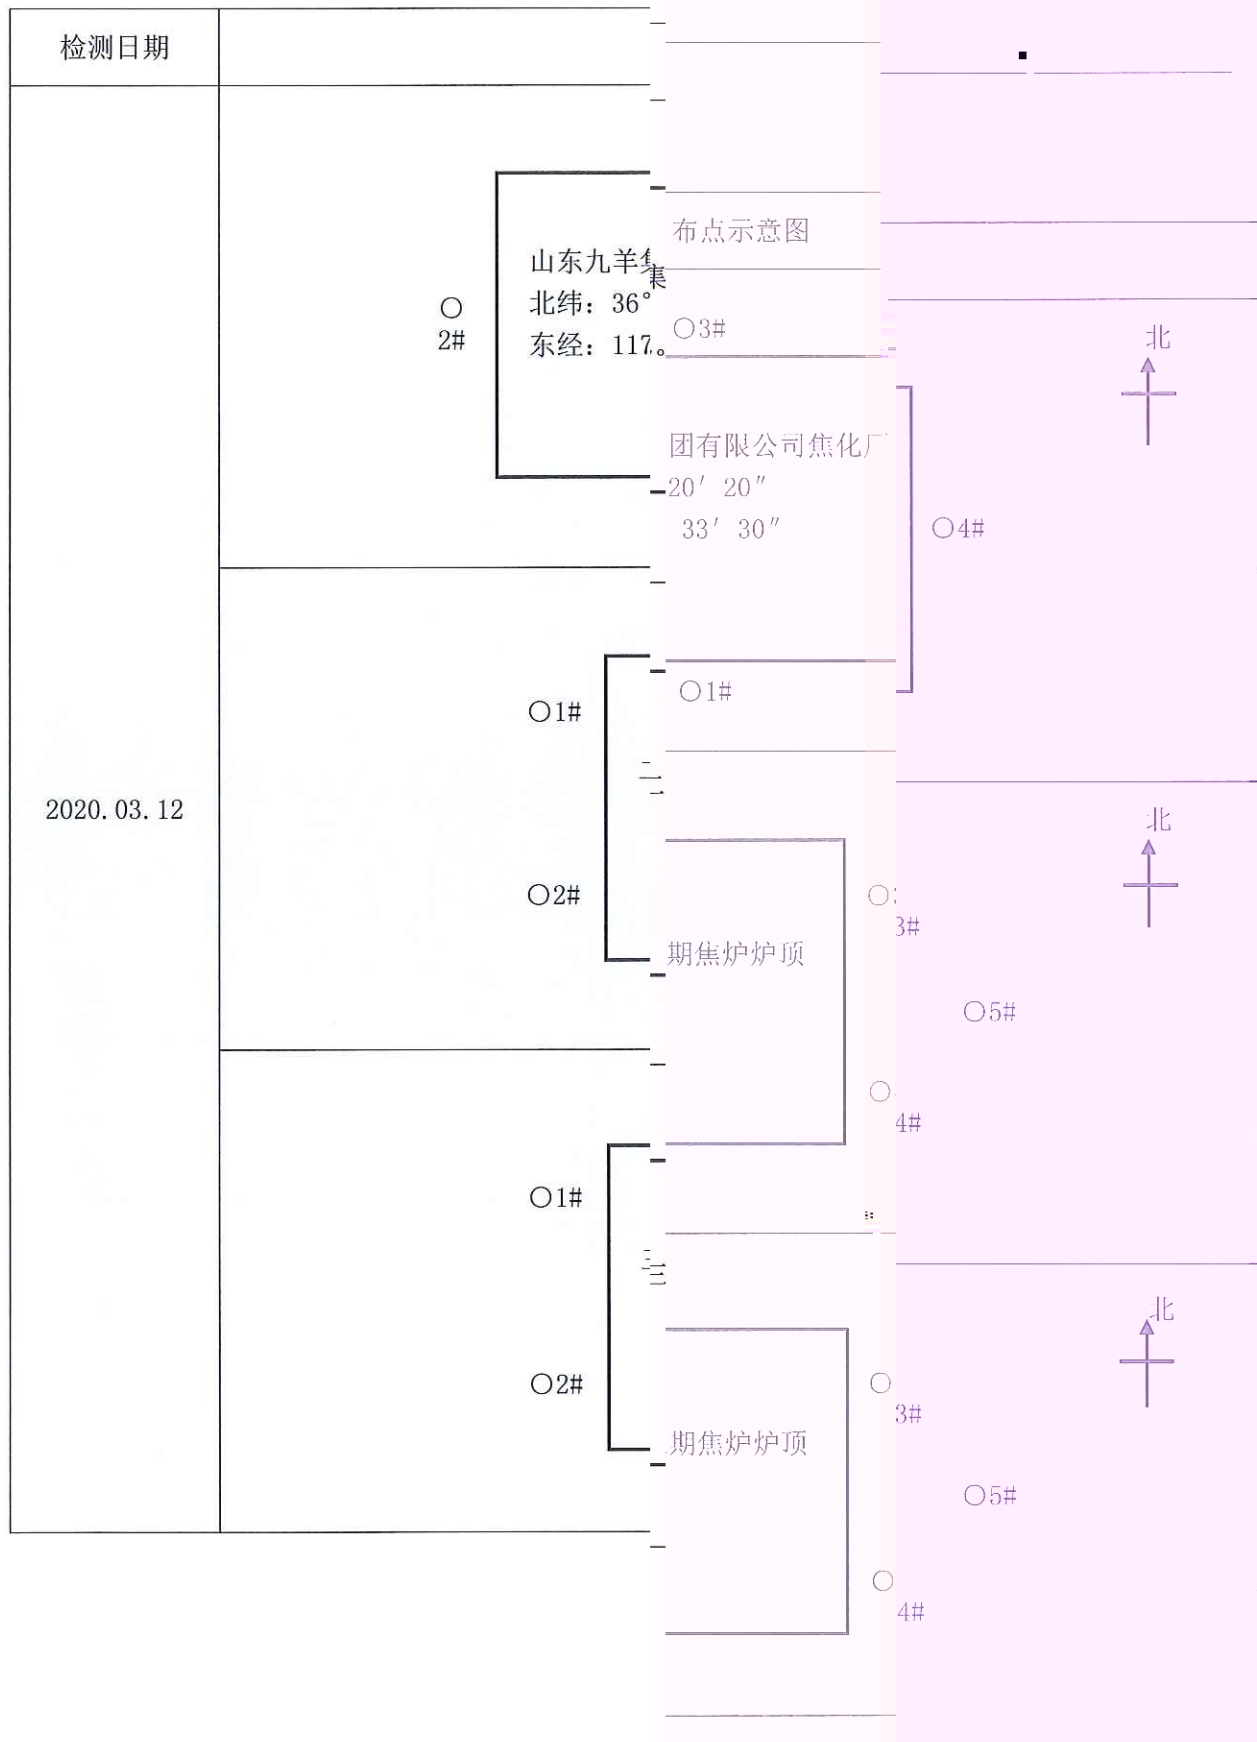 检测日期
布点示意图
2020.03.12
○3#
北
山东九羊集团有限公司焦化厂
北纬：36°20′20″
东经：117°33′30″
○
2#
○4#
○1#
北
○1#
○2#
二期焦炉炉顶
○3#
○5#
○4#
北
○1#
○2#
三期焦炉炉顶
○3#
○5#
○4#